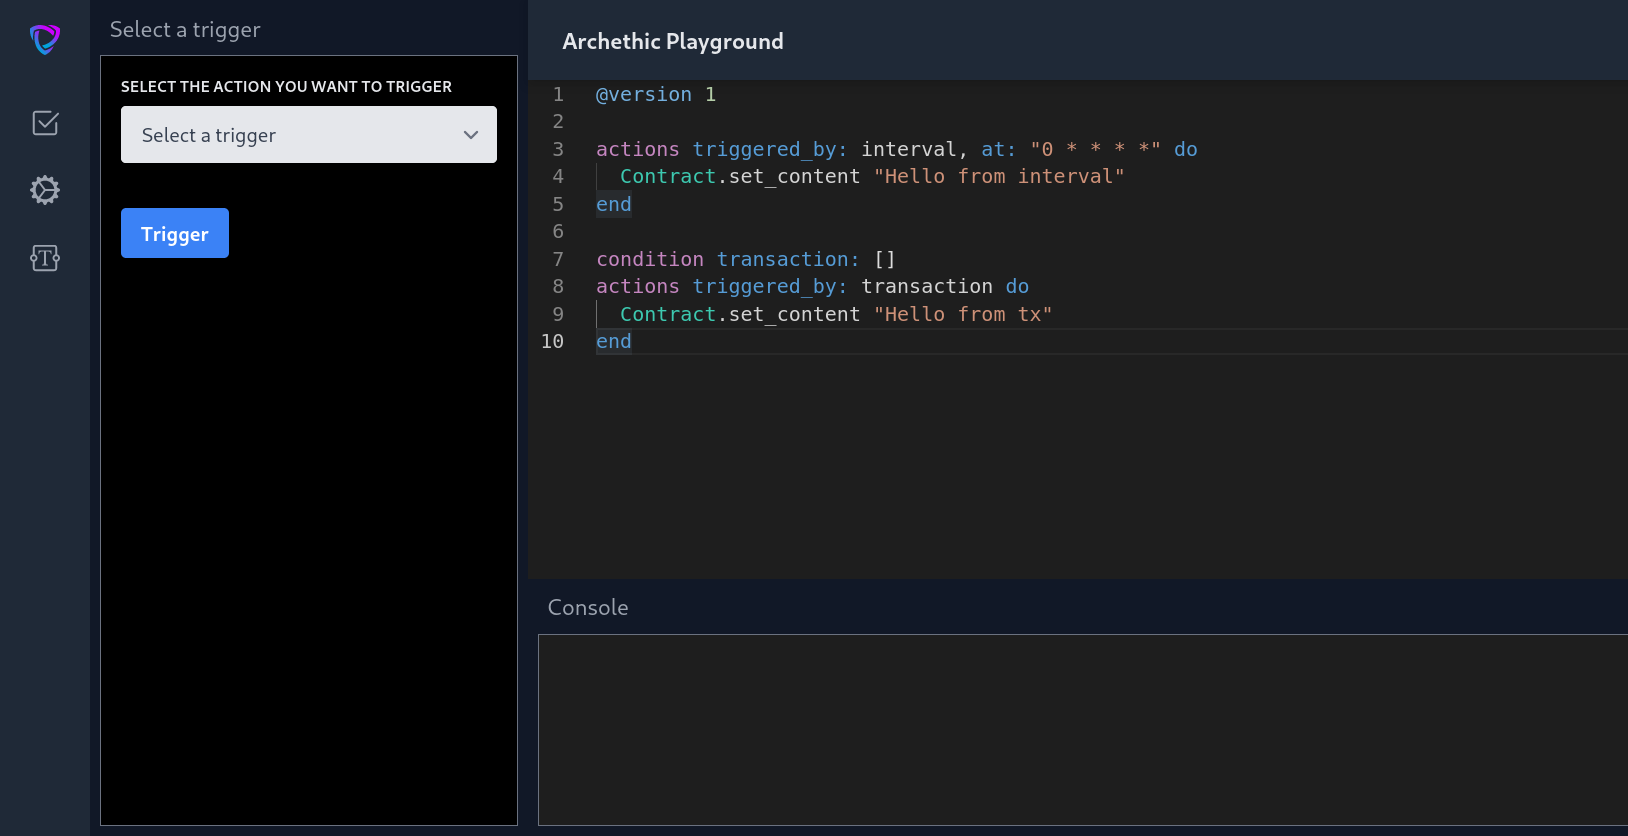 Select a trigger
SELECT THE ACTION YOU WANT TO TRIGGER
Select a trigger
Trigger
Archethic Playground
1 @version 1
2
3 actions triggered_by: interval, at: "0 * * * *" do
4   Contract.set_content "Hello from interval"
5 end
6
7 condition transaction: []
8 actions triggered_by: transaction do
9   Contract.set_content "Hello from tx"
10 end
Console